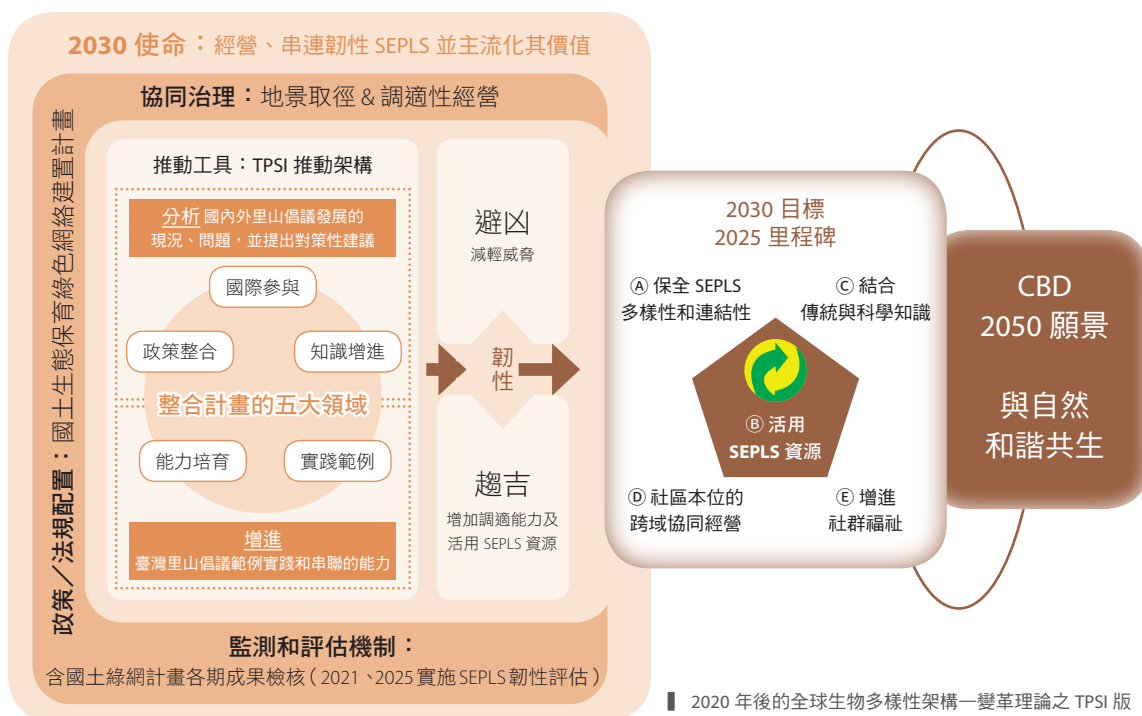 2030 使命：經營、串連韌性 SEPLS 並主流化其價值
協同治理：地景取徑 & 調適性經營
政策／法規配置：國土生態保育綠色網絡建置計畫
推動工具：TPSI 推動架構
分析 國內外里山倡議發展的
現況、問題，並提出對策性建議
國際參與
政策整合
知識增進
整合計畫的五大領域
能力培育
實踐範例
增進
臺灣里山倡議範例實踐和串聯的能力
避凶
減輕威脅
韌性
趨吉
增加調適能力及
活用 SEPLS 資源
監測和評估機制：
含國土綠網計畫各期成果檢核（2021、2025 實施 SEPLS 韌性評估）
2030 目標
2025 里程碑
Ⓐ 保全 SEPLS
多樣性和連結性
Ⓒ 結合
傳統與科學知識
Ⓑ 活用
SEPLS 資源
Ⓓ 社區本位的
跨域協同經營
Ⓔ 增進
社群福祉
CBD
2050 願景
與自然
和諧共生
2020 年後的全球生物多樣性架構—變革理論之 TPSI 版